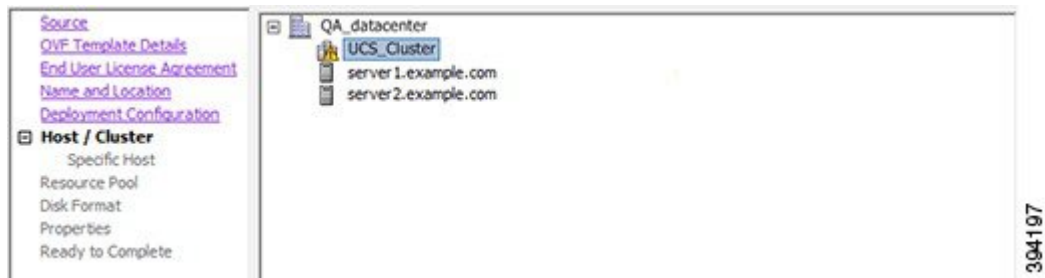 Source
OVF Template Details
End User License Agreement
Name and Location
Deployment Configuration
Host / Cluster
Specific Host
Resource Pool
Disk Format
Properties
Ready to Complete
QA_datacenter
UCS_Cluster
server1.example.com
server2.example.com
394197